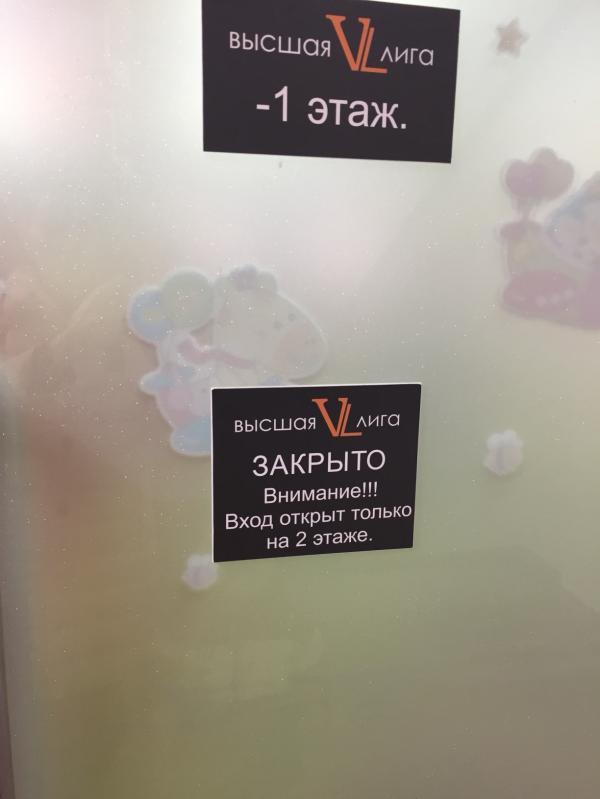 ВЫСШАЯ VL ЛИГА
-1 этаж.
ВЫСШАЯ VL ЛИГА
ЗАКРЫТО
Внимание!!!
Вход открыт только
на 2 этаже.